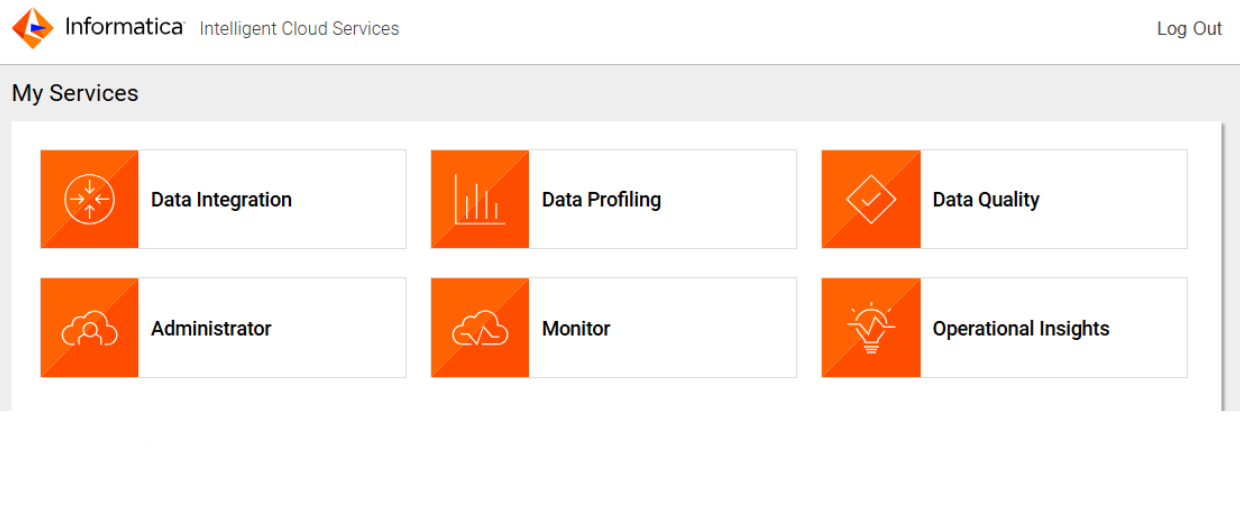 Informatica Intelligent Cloud Services
Log Out
My Services
Data Integration
Data Profiling
Data Quality
Administrator
Monitor
Operational Insights